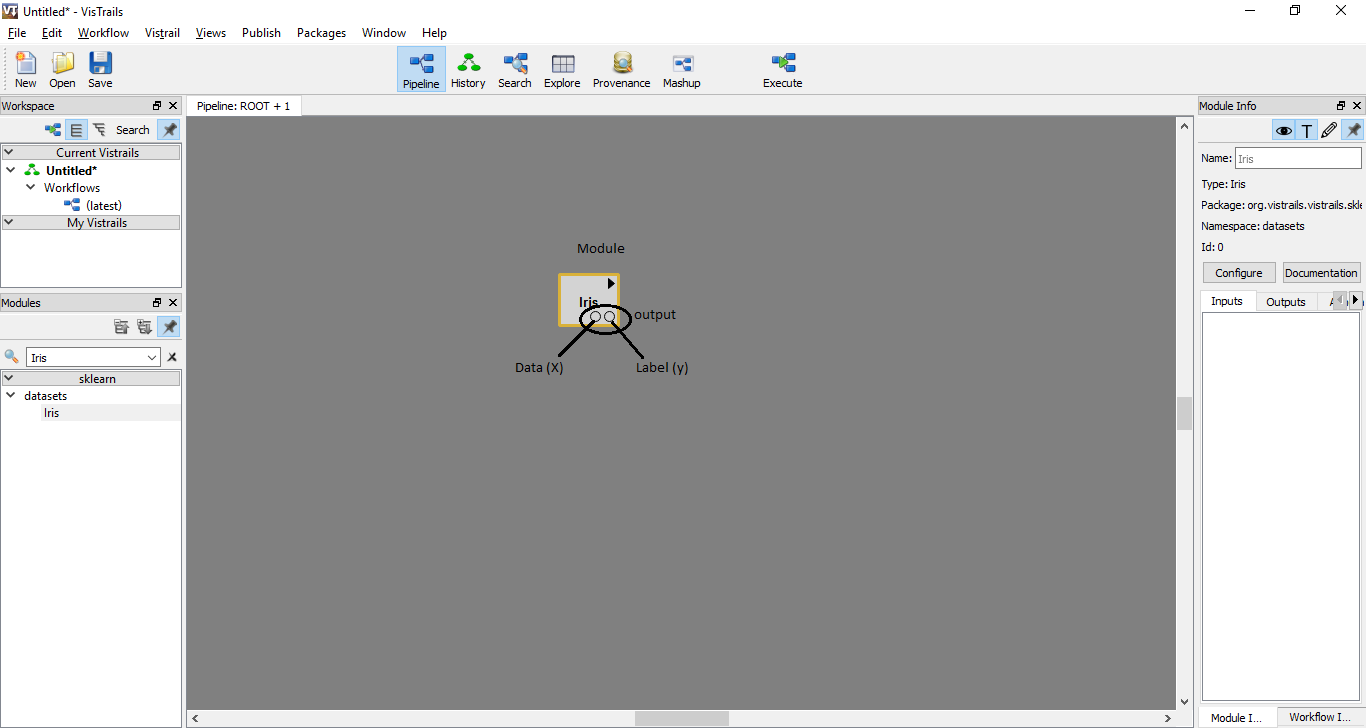 VT Untitled* - VisTrails
File Edit Workflow Vistrail Views Publish Packages Window Help
New Open Save Pipeline History Search Explore Provenance Mashup Execute
Workspace
Search
Current Vistrails
Untitled*
Workflows
(latest)
My Vistrails
Modules
Iris
sklearn
datasets
Iris
Pipeline: ROOT + 1
Module
Iris
output
Data (X) Label (y)
Module Info
T
Name: Iris
Type: Iris
Package: org.vistrails.vistrails.skle
Namespace: datasets
Id: 0
Configure Documentation
Inputs Outputs
Module I... Workflow I...